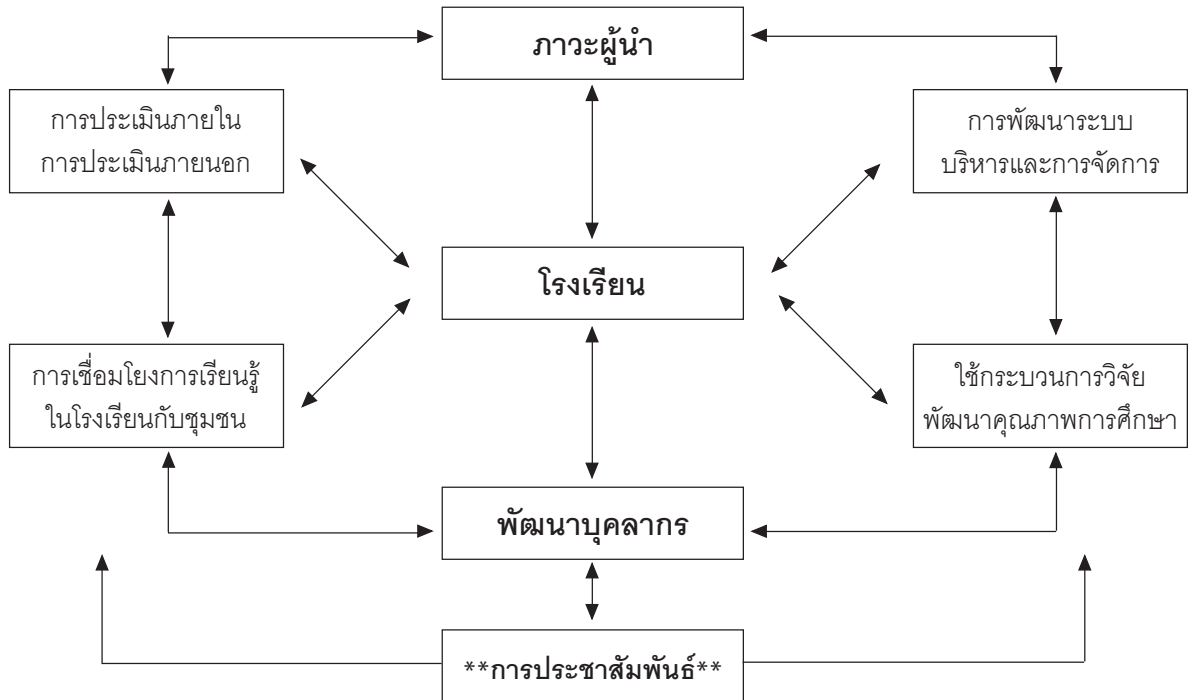 ภาวะผู้นำ
การประเมินภายใน
การประเมินภายนอก
การพัฒนาระบบ
บริหารและการจัดการ
โรงเรียน
การเชื่อมโยงการเรียนรู้
ในโรงเรียนกับชุมชน
ใช้กระบวนการวิจัย
พัฒนาคุณภาพการศึกษา
พัฒนาบุคลากร
**การประชาสัมพันธ์**